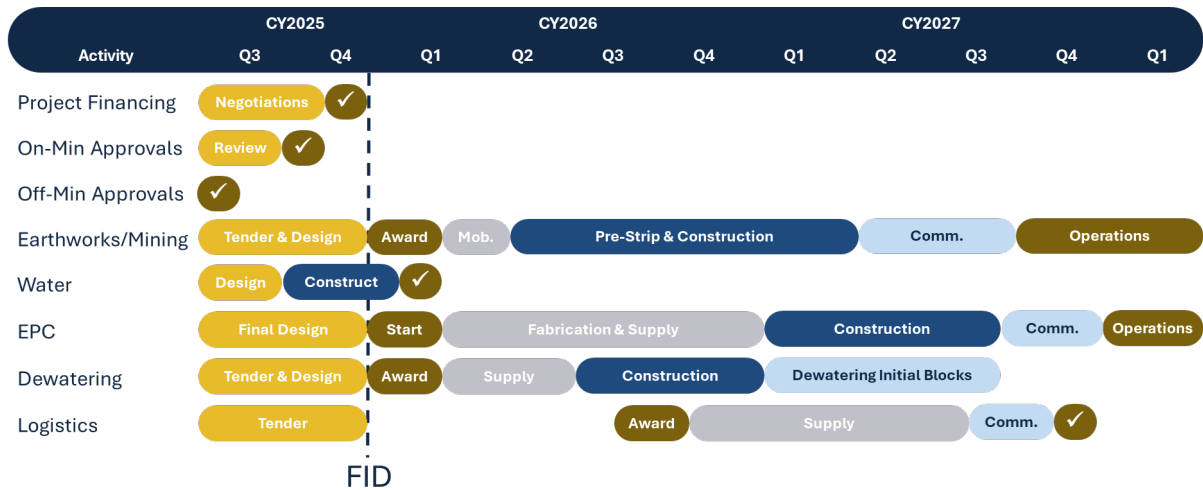 CY2025 CY2026 CY2027
Activity Q3 Q4 Q1 Q2 Q3 Q4 Q1 Q2 Q3 Q4 Q1
Project Financing Negotiations ✓
On-Min Approvals Review ✓
Off-Min Approvals ✓
Earthworks/Mining Tender & Design Award Mob. Pre-Strip & Construction Comm. Operations
Water Design Construct ✓
EPC Final Design Start Fabrication & Supply Construction Comm. Operations
Dewatering Tender & Design Award Supply Construction Dewatering Initial Blocks
Logistics Tender Award Supply Comm. ✓
FID